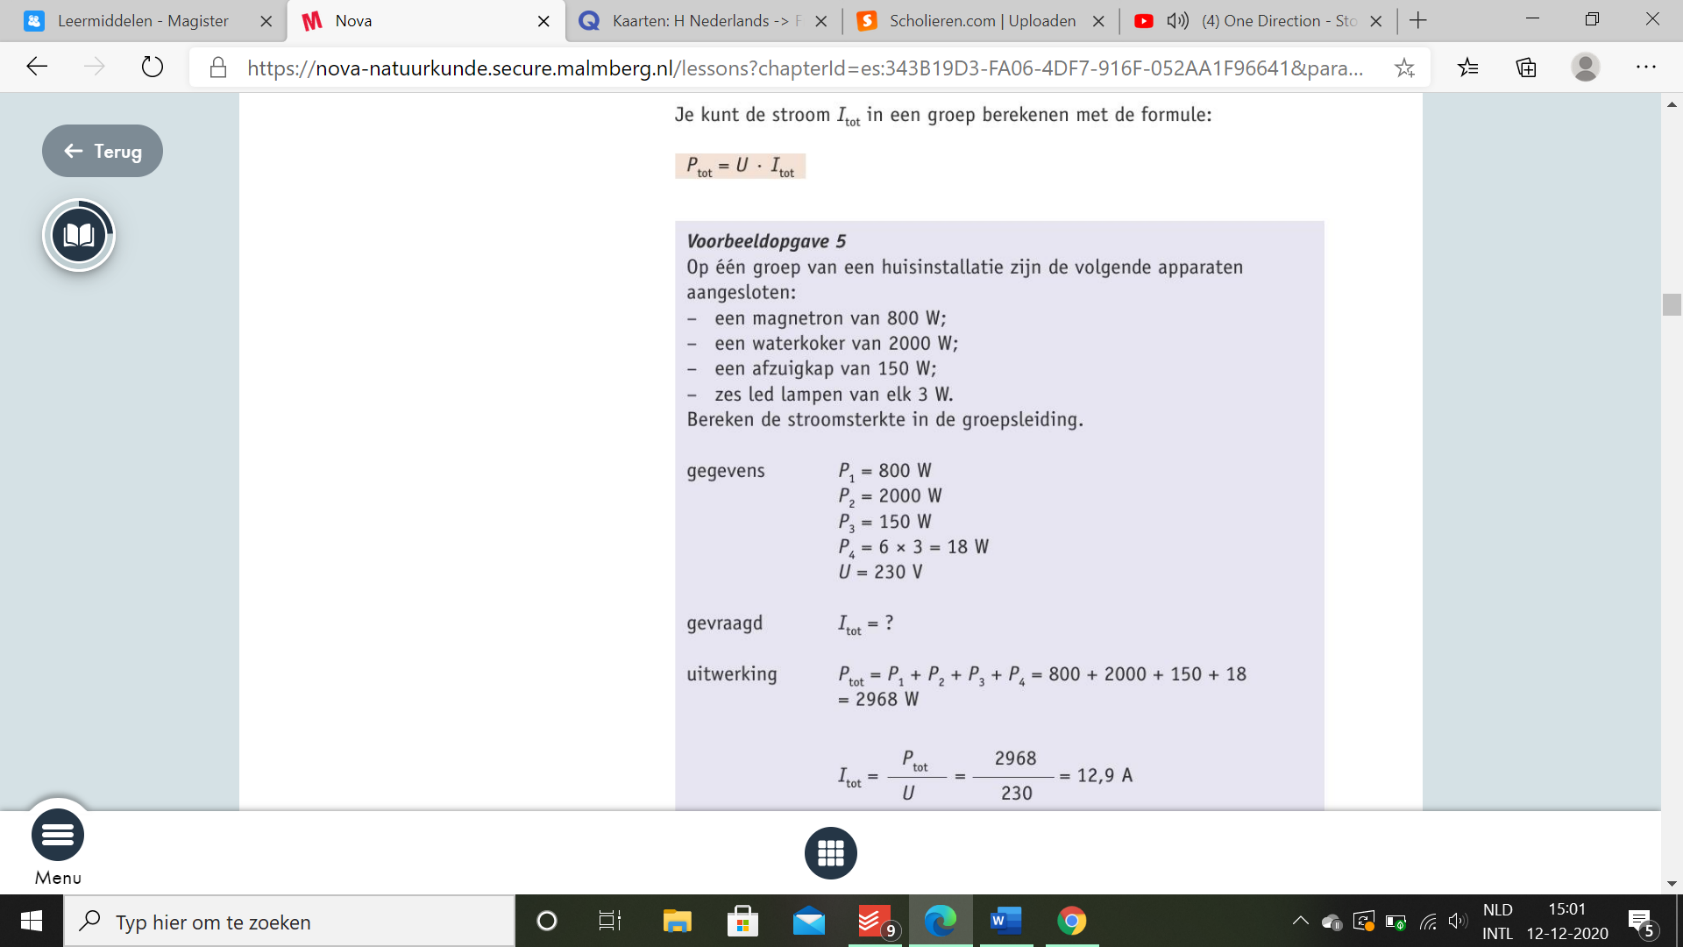 Leermiddelen - Magister
Nova
Kaarten: H Nederlands -> F
Scholieren.com | Uploaden
(4) One Direction - Sto
https://nova-natuurkunde.secure.malmberg.nl/lessons?chapterId=es:343B19D3-FA06-4DF7-916F-052AA1F96641&para...
Terug
Je kunt de stroom Itot in een groep berekenen met de formule:
Ptot = U · Itot
Voorbeeldopgave 5
Op één groep van een huisinstallatie zijn de volgende apparaten
aangesloten:
– een magnetron van 800 W;
– een waterkoker van 2000 W;
– een afzuigkap van 150 W;
– zes led lampen van elk 3 W.
Bereken de stroomsterkte in de groepsleiding.
gegevens P1 = 800 W
P2 = 2000 W
P3 = 150 W
P4 = 6 × 3 = 18 W
U = 230 V
gevraagd Itot = ?
uitwerking Ptot = P1 + P2 + P3 + P4 = 800 + 2000 + 150 + 18
= 2968 W
Itot = Ptot / U = 2968 / 230 = 12,9 A
Menu
Typ hier om te zoeken
9
W
NLD
INTL
15:01
12-12-2020
5